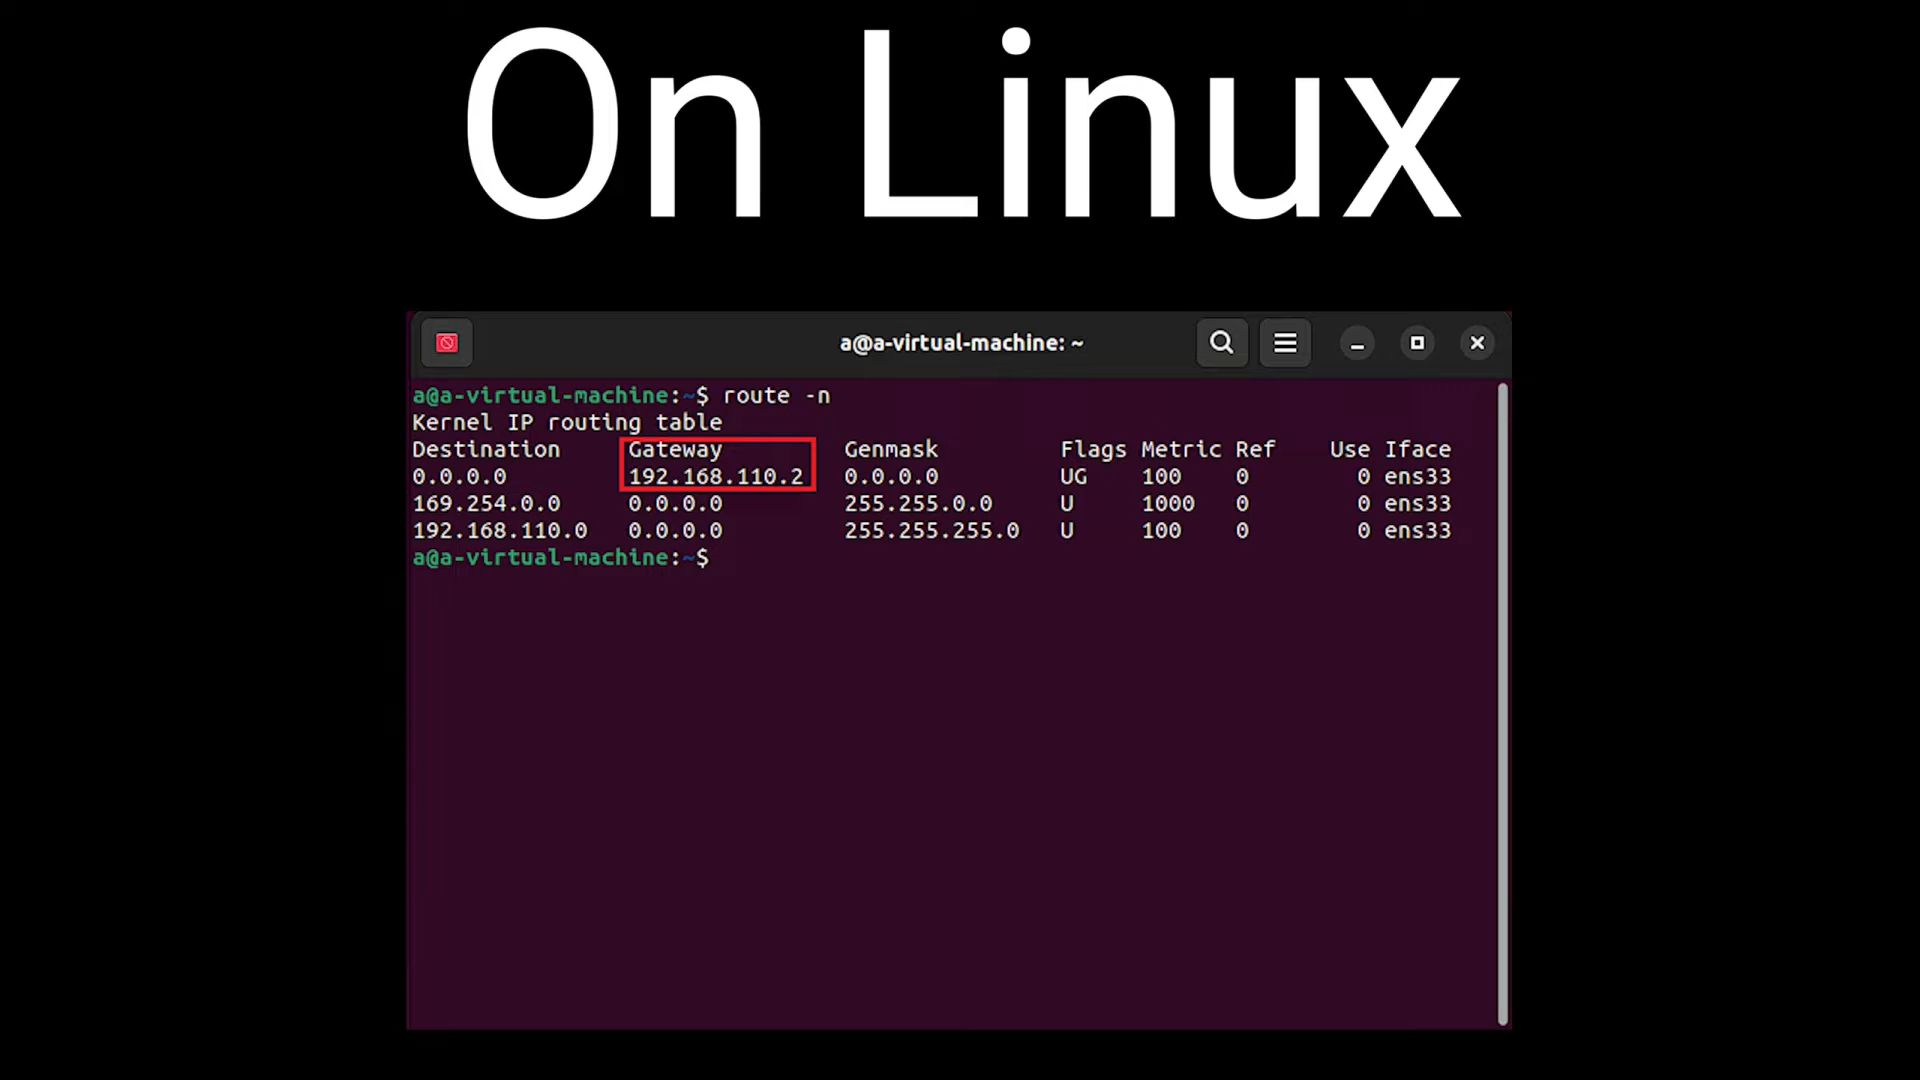 On Linux
a@a-virtual-machine: ~
a@a-virtual-machine:~$ route -n
Kernel IP routing table
Destination Gateway Genmask Flags Metric Ref Use Iface
0.0.0.0 192.168.110.2 0.0.0.0 UG 100 0 0 ens33
169.254.0.0 0.0.0.0 255.255.0.0 U 1000 0 0 ens33
192.168.110.0 0.0.0.0 255.255.255.0 U 100 0 0 ens33
a@a-virtual-machine:~$